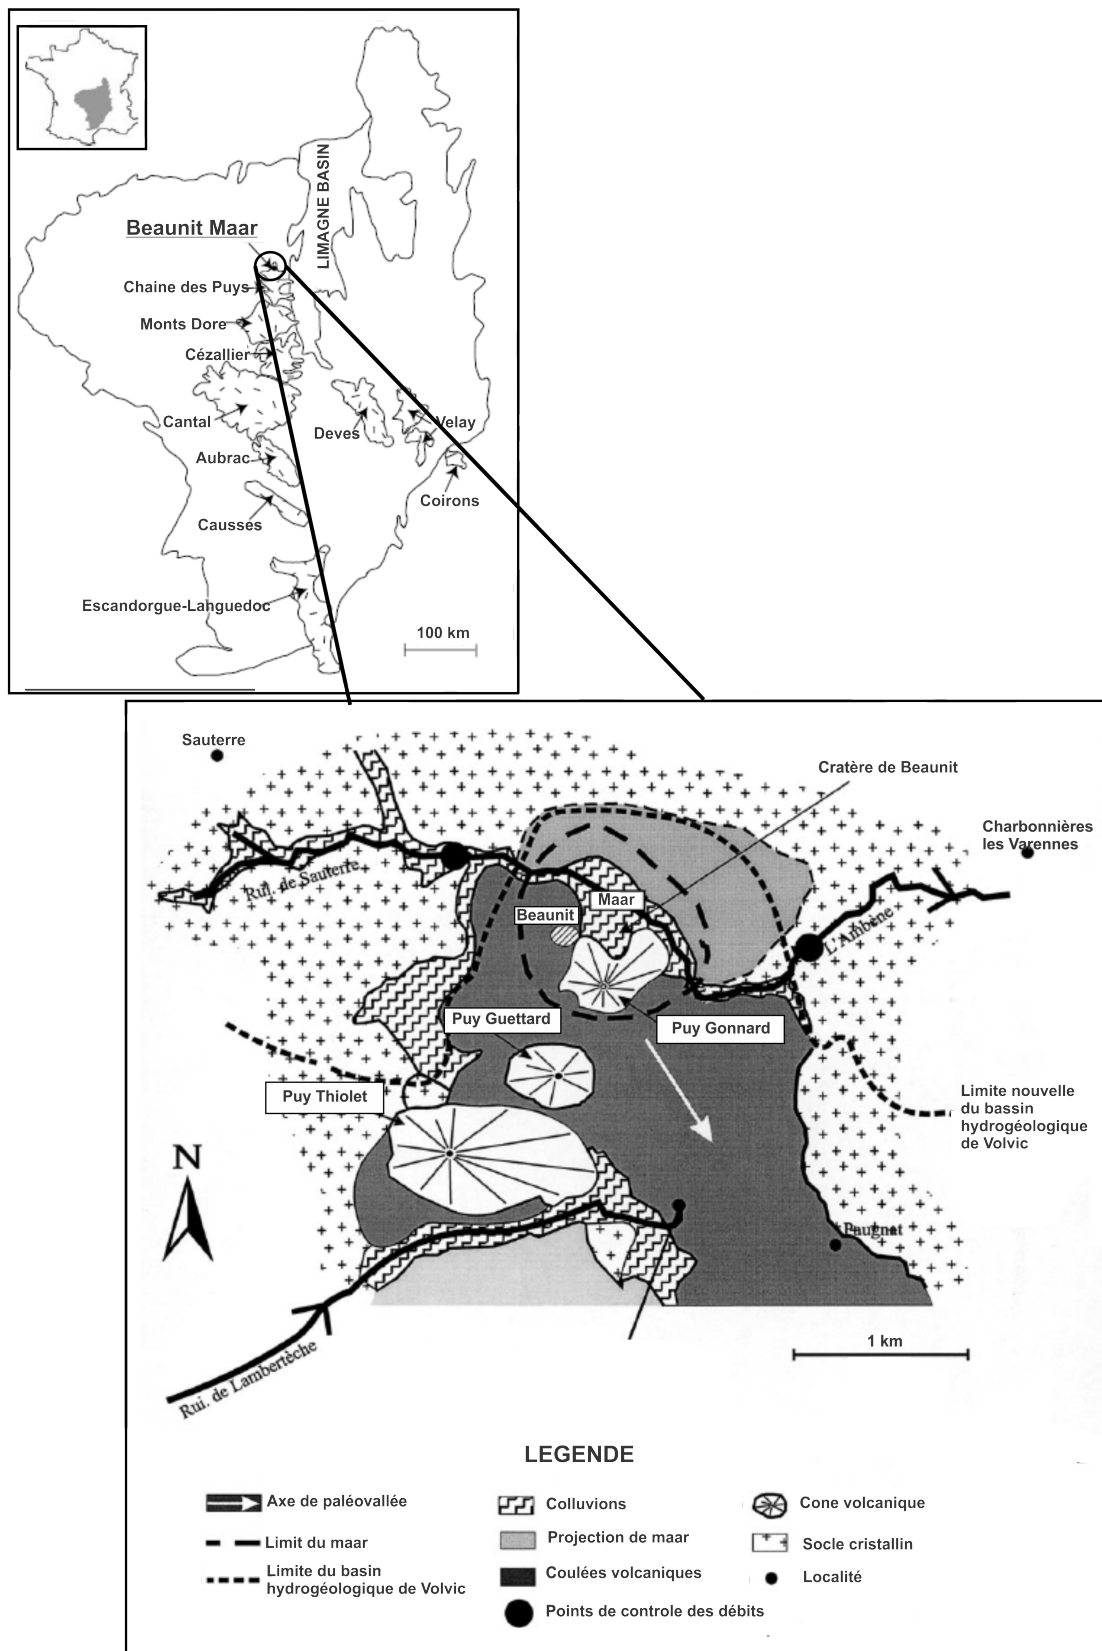 LIMAGNE BASIN
Beaunit Maar
Chaine des Puys
Monts Dore
Cézallier
Cantal
Deves
Velay
Aubrac
Coirons
Causses
Escandorgue-Languedoc
100 km
Sauterre
Cratère de Beaunit
Charbonnières
les Varennes
Rui. de Sauterre
Maar
Beaunit
L'Ambène
Puy Guettard
Puy Gonnard
Puy Thiolet
Limite nouvelle
du bassin
hydrogéologique
de Volvic
N
Paugnat
1 km
Rui. de Lambertèche
LEGENDE
Axe de paléovallée
Limit du maar
Limite du basin
hydrogéologique de Volvic
Colluvions
Projection de maar
Coulées volcaniques
Points de controle des débits
Cone volcanique
Socle cristallin
Localité